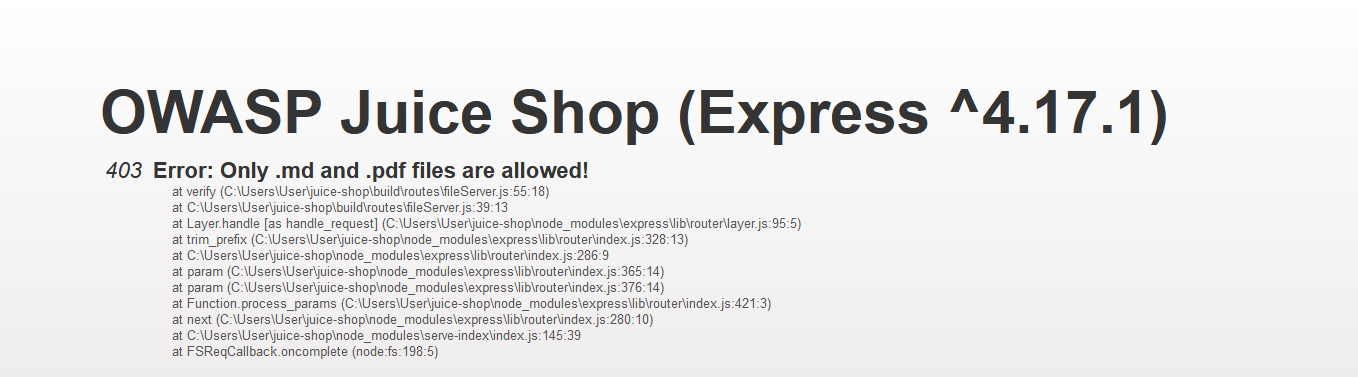 OWASP Juice Shop (Express ^4.17.1)
403 Error: Only .md and .pdf files are allowed!
at verify (C:\Users\User\juice-shop\build\routes\fileServer.js:55:18)
at C:\Users\User\juice-shop\build\routes\fileServer.js:39:13
at Layer.handle [as handle_request] (C:\Users\User\juice-shop\node_modules\express\lib\router\layer.js:95:5)
at trim_prefix (C:\Users\User\juice-shop\node_modules\express\lib\router\index.js:328:13)
at C:\Users\User\juice-shop\node_modules\express\lib\router\index.js:286:9
at param (C:\Users\User\juice-shop\node_modules\express\lib\router\index.js:365:14)
at param (C:\Users\User\juice-shop\node_modules\express\lib\router\index.js:376:14)
at Function.process_params (C:\Users\User\juice-shop\node_modules\express\lib\router\index.js:421:3)
at next (C:\Users\User\juice-shop\node_modules\express\lib\router\index.js:280:10)
at C:\Users\User\juice-shop\node_modules\serve-index\index.js:145:39
at FSReqCallback.oncomplete (node:fs:198:5)